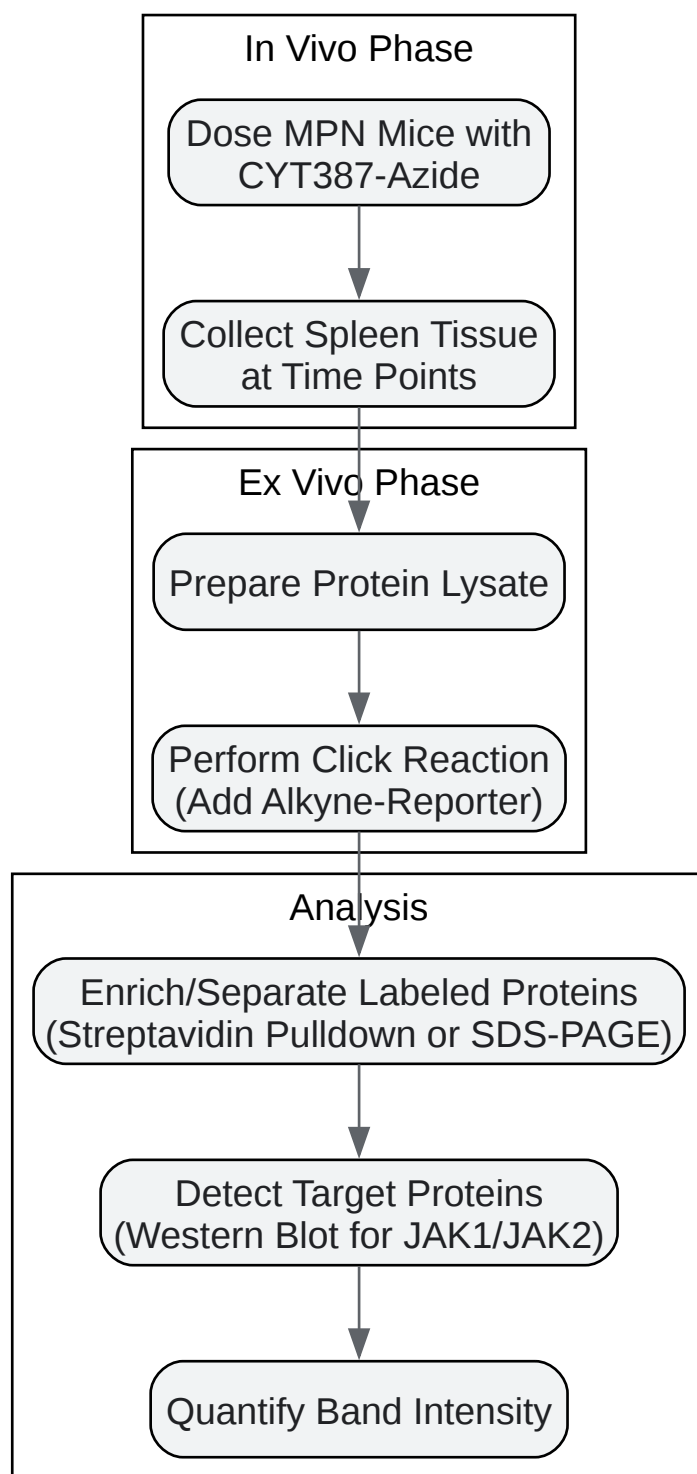 In Vivo Phase
Dose MPN Mice with
CYT387-Azide
Collect Spleen Tissue
at Time Points
Ex Vivo Phase
Prepare Protein Lysate
Perform Click Reaction
(Add Alkyne-Reporter)
Analysis
Enrich/Separate Labeled Proteins
(Streptavidin Pulldown or SDS-PAGE)
Detect Target Proteins
(Western Blot for JAK1/JAK2)
Quantify Band Intensity